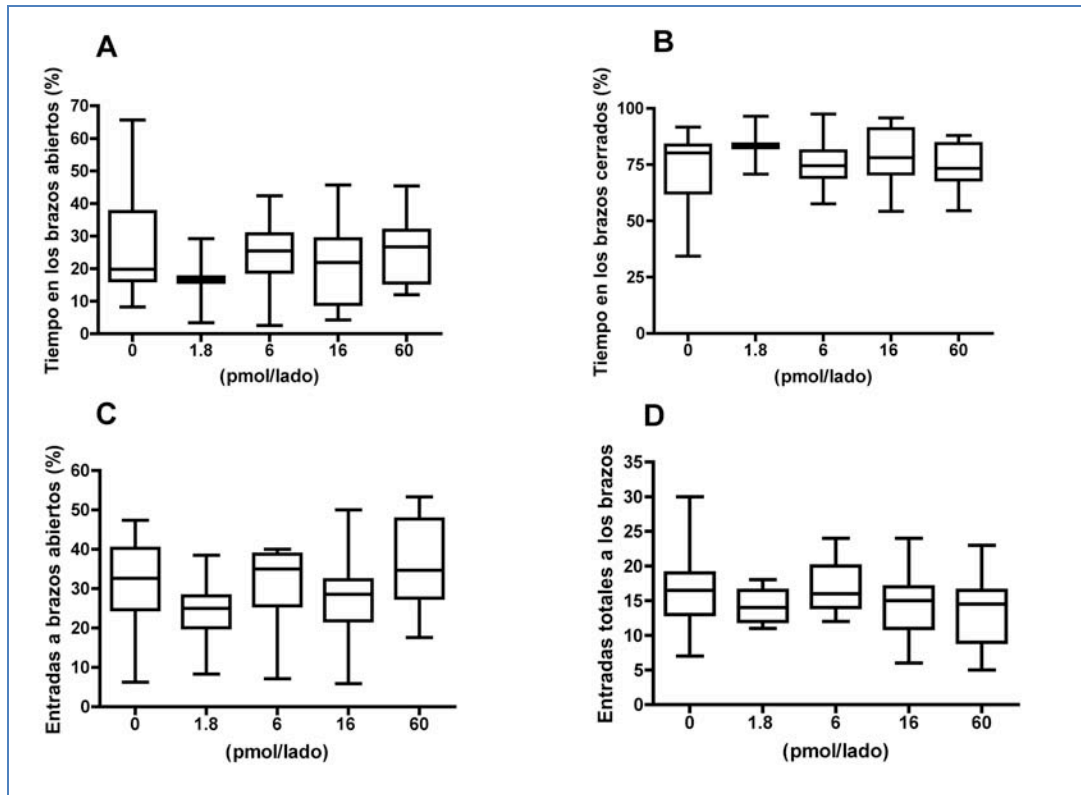 A
Tiempo en los brazos abiertos (%)
70
60
50
40
30
20
10
0
0 1.8 6 16 60
(pmol/lado)
B
Tiempo en los brazos cerrados (%)
100
75
50
25
0
0 1.8 6 16 60
(pmol/lado)
C
Entradas a brazos abiertos (%)
60
50
40
30
20
10
0
0 1.8 6 16 60
(pmol/lado)
D
Entradas totales a los brazos
35
30
25
20
15
10
5
0
0 1.8 6 16 60
(pmol/lado)